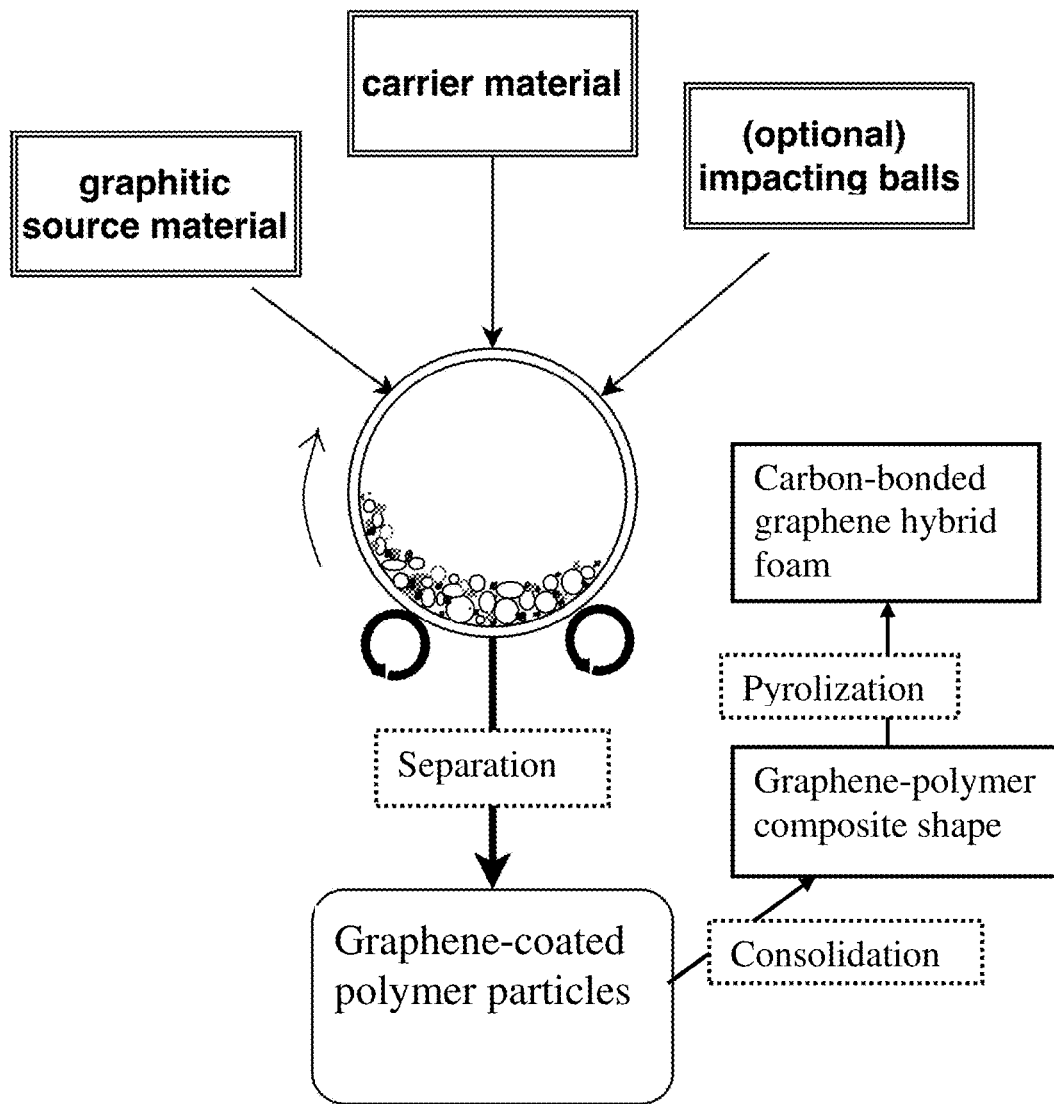 carrier material
(optional)
impacting balls
graphitic
source material
Carbon-bonded
graphene hybrid
foam
Pyrolization
Separation
Graphene-polymer
composite shape
Graphene-coated
polymer particles
Consolidation